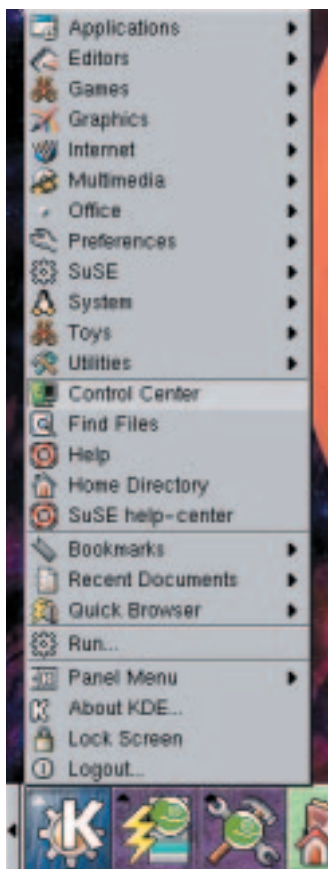 Applications
Editors
Games
Graphics
Internet
Multimedia
Office
Preferences
SuSE
System
Toys
Utilities
Control Center
Find Files
Help
Home Directory
SuSE help-center
Bookmarks
Recent Documents
Quick Browser
Run...
Panel Menu
About KDE...
Lock Screen
Logout...
K